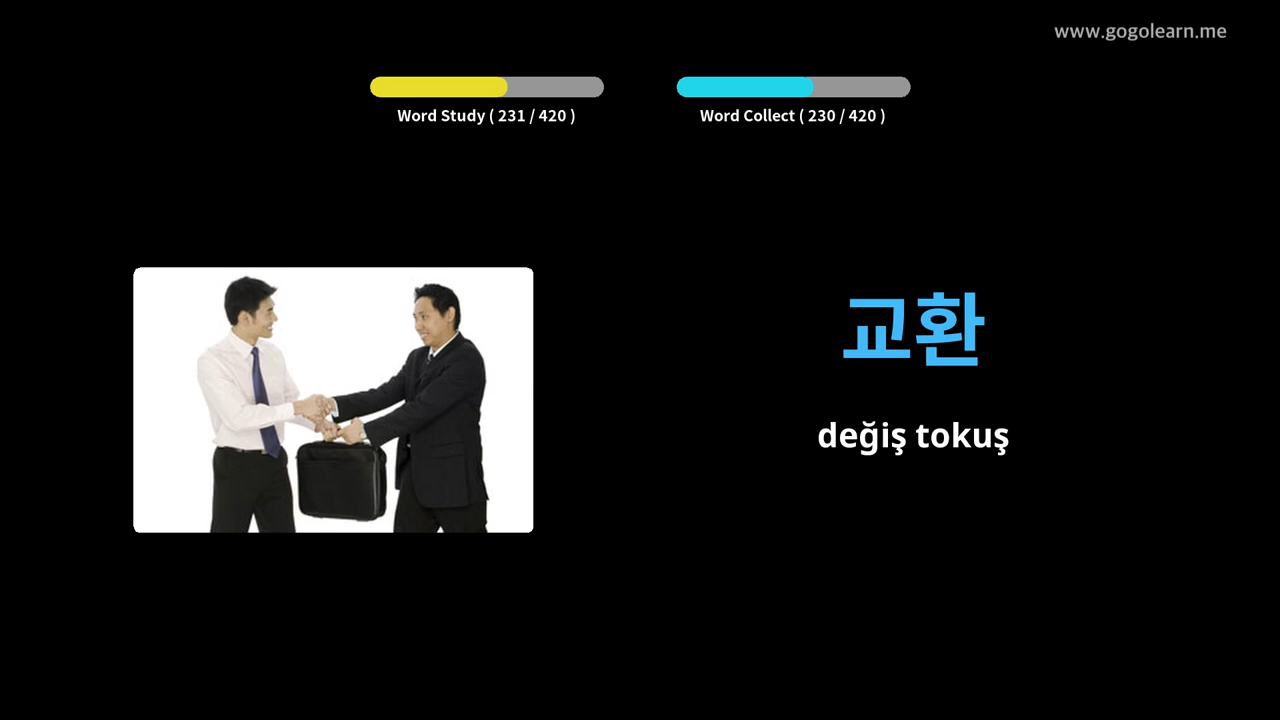 www.gogolearn.me
Word Study ( 231 / 420 )
Word Collect ( 230 / 420 )
교환
değiş tokuş